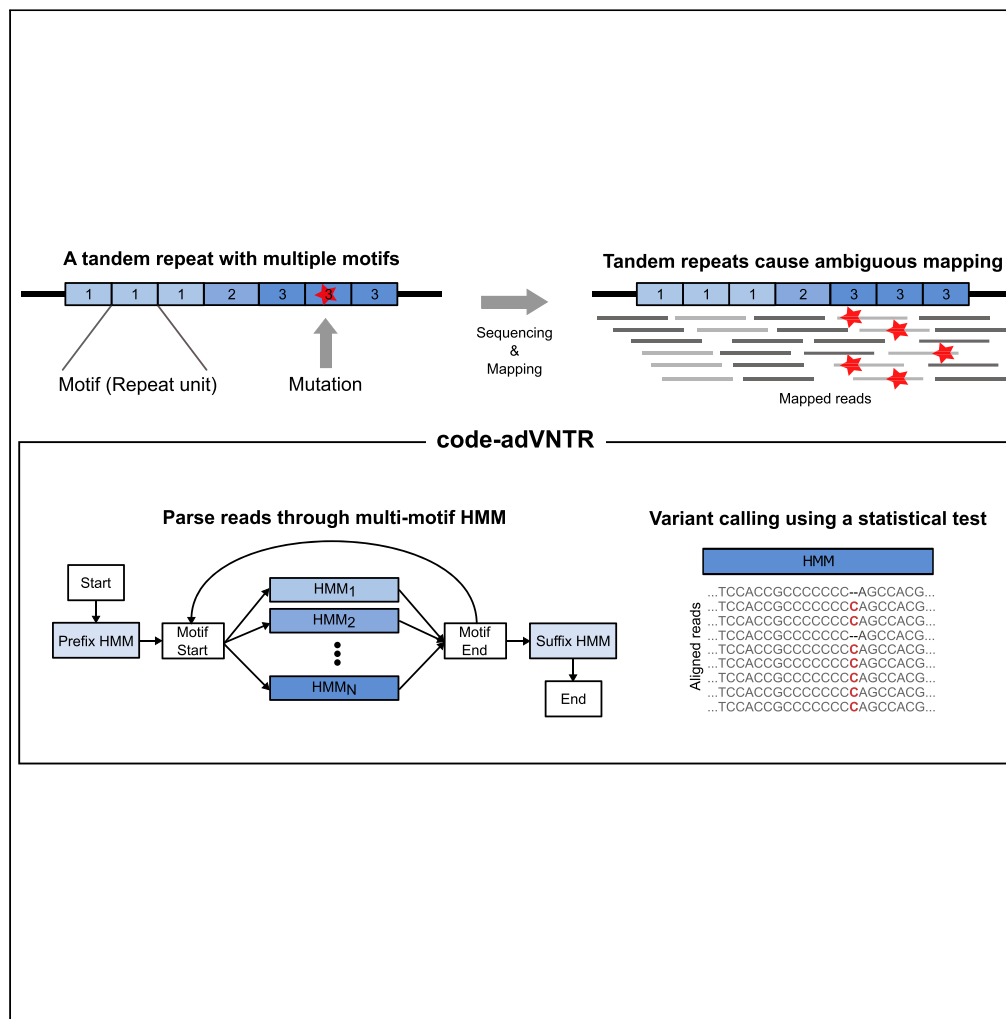 A tandem repeat with multiple motifs
1 1 1 2 3 3 3
Motif (Repeat unit)
Mutation
Sequencing
&
Mapping
Tandem repeats cause ambiguous mapping
1 1 1 2 3 3 3
Mapped reads
code-adVNTR
Parse reads through multi-motif HMM
Start
Prefix HMM
Motif
Start
HMM1
HMM2
HMMN
Motif
End
Suffix HMM
End
Variant calling using a statistical test
HMM
Aligned reads
...TCCACCGCCCCCCC--AGCCACG...
...TCCACCGCCCCCCCCAGCCACG...
...TCCACCGCCCCCCCCAGCCACG...
...TCCACCGCCCCCCC--AGCCACG...
...TCCACCGCCCCCCCCAGCCACG...
...TCCACCGCCCCCCCCAGCCACG...
...TCCACCGCCCCCCCCAGCCACG...
...TCCACCGCCCCCCCCAGCCACG...
...TCCACCGCCCCCCCCAGCCACG...